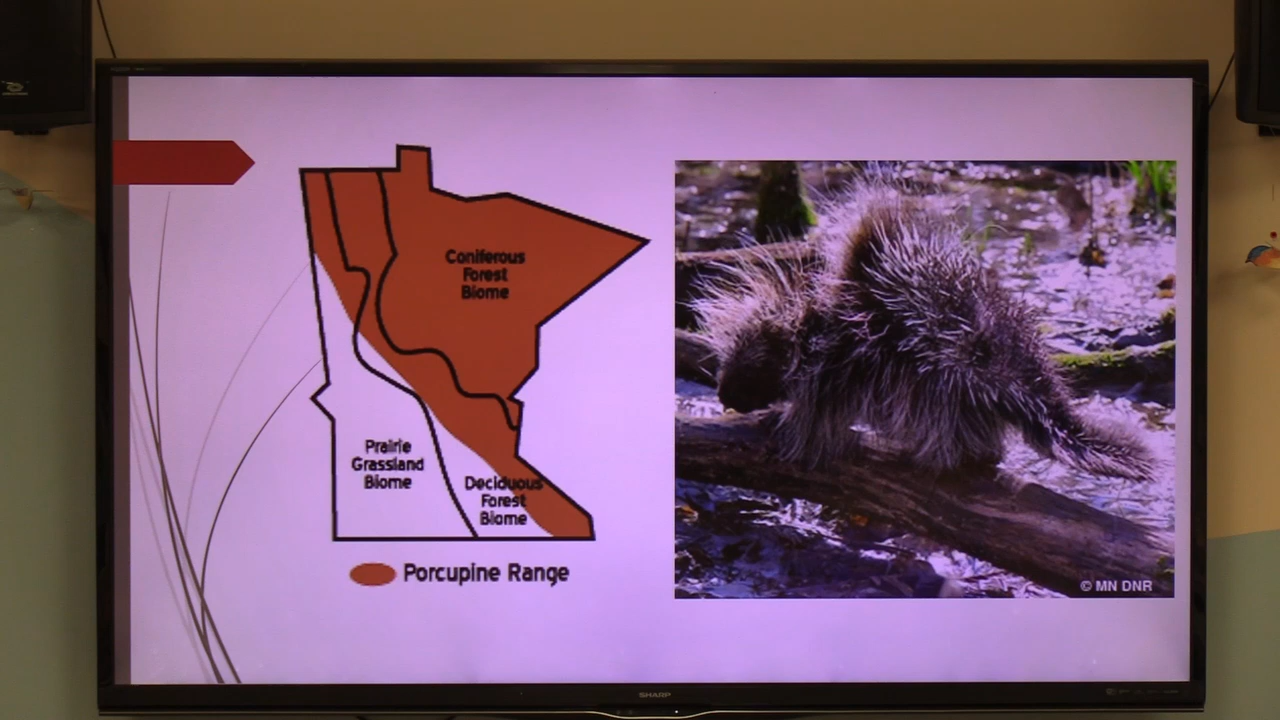 Coniferous
Forest
Biome
Prairie
Grassland
Biome
Deciduous
Forest
Biome
Porcupine Range
© MN DNR
SHARP